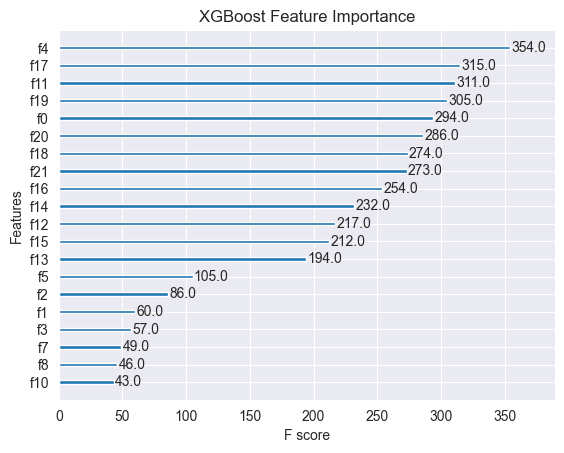 XGBoost Feature Importance
Features
f4 354.0
f17 315.0
f11 311.0
f19 305.0
f0 294.0
f20 286.0
f18 274.0
f21 273.0
f16 254.0
f14 232.0
f12 217.0
f15 212.0
f13 194.0
f5 105.0
f2 86.0
f1 60.0
f3 57.0
f7 49.0
f8 46.0
f10 43.0
0 50 100 150 200 250 300 350
F score